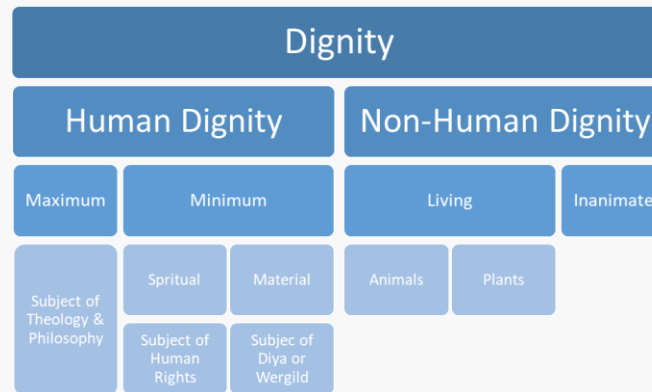 Dignity
Human Dignity
Non-Human Dignity
Maximum
Minimum
Living
Inanimate
Subject of
Theology &
Philosophy
Spritual
Material
Animals
Plants
Subject of
Human
Rights
Subjec of
Diya or
Wergild